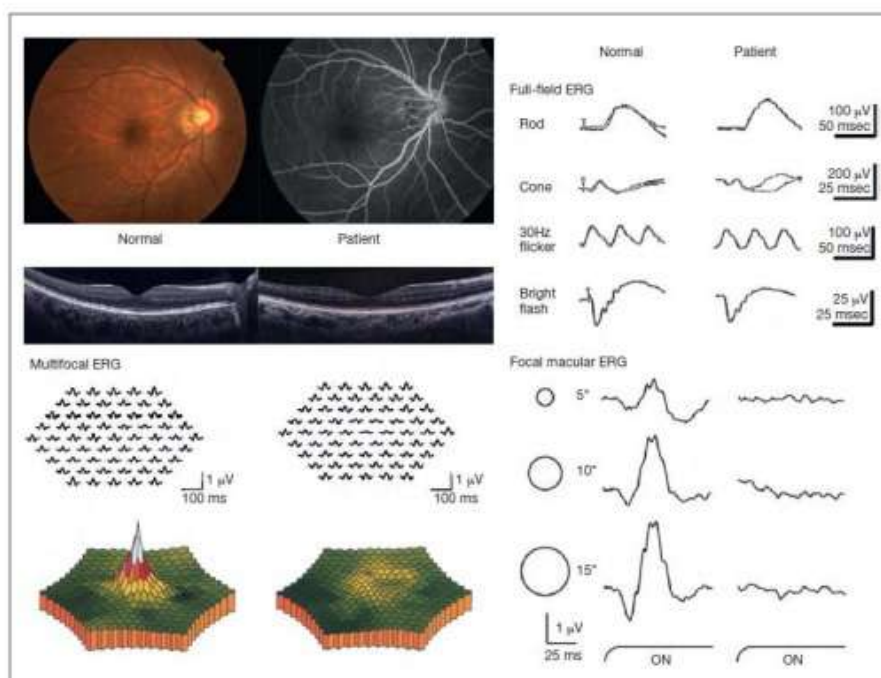 Normal Patient
Full-field ERG
Rod
100 µV
50 msec
Cone
200 µV
25 msec
30Hz
flicker
100 µV
50 msec
Bright
flash
25 µV
25 msec
Normal Patient
Multifocal ERG
1 µV
100 ms
1 µV
100 ms
Focal macular ERG
5°
10°
15°
1 µV
25 ms
ON ON